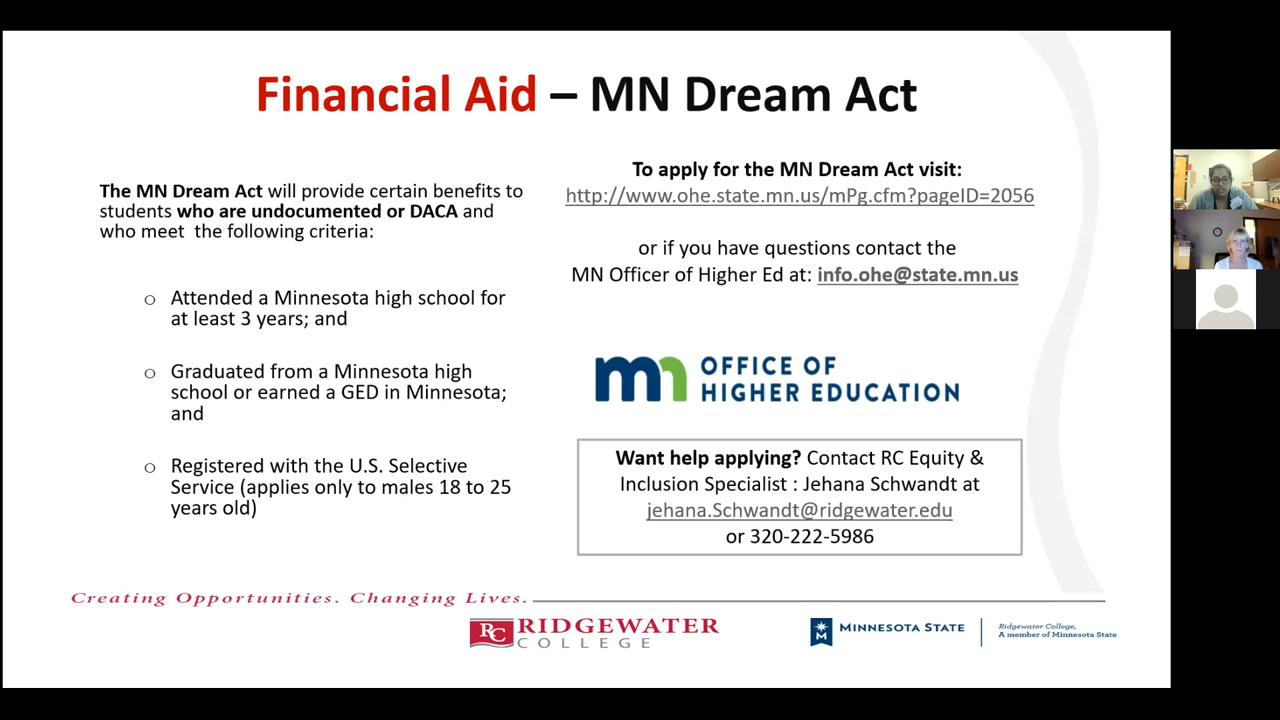 Financial Aid – MN Dream Act
The MN Dream Act will provide certain benefits to
students who are undocumented or DACA and
who meet the following criteria:
o Attended a Minnesota high school for
at least 3 years; and
o Graduated from a Minnesota high
school or earned a GED in Minnesota;
and
o Registered with the U.S. Selective
Service (applies only to males 18 to 25
years old)
To apply for the MN Dream Act visit:
http://www.ohe.state.mn.us/mPg.cfm?pageID=2056
or if you have questions contact the
MN Officer of Higher Ed at: info.ohe@state.mn.us
mn OFFICE OF
HIGHER EDUCATION
Want help applying? Contact RC Equity &
Inclusion Specialist : Jehana Schwandt at
jehana.Schwandt@ridgewater.edu
or 320-222-5986
Creating Opportunities. Changing Lives.
RC RIDGEWATER
COLLEGE
M MINNESOTA STATE
Ridgewater College,
A member of Minnesota State